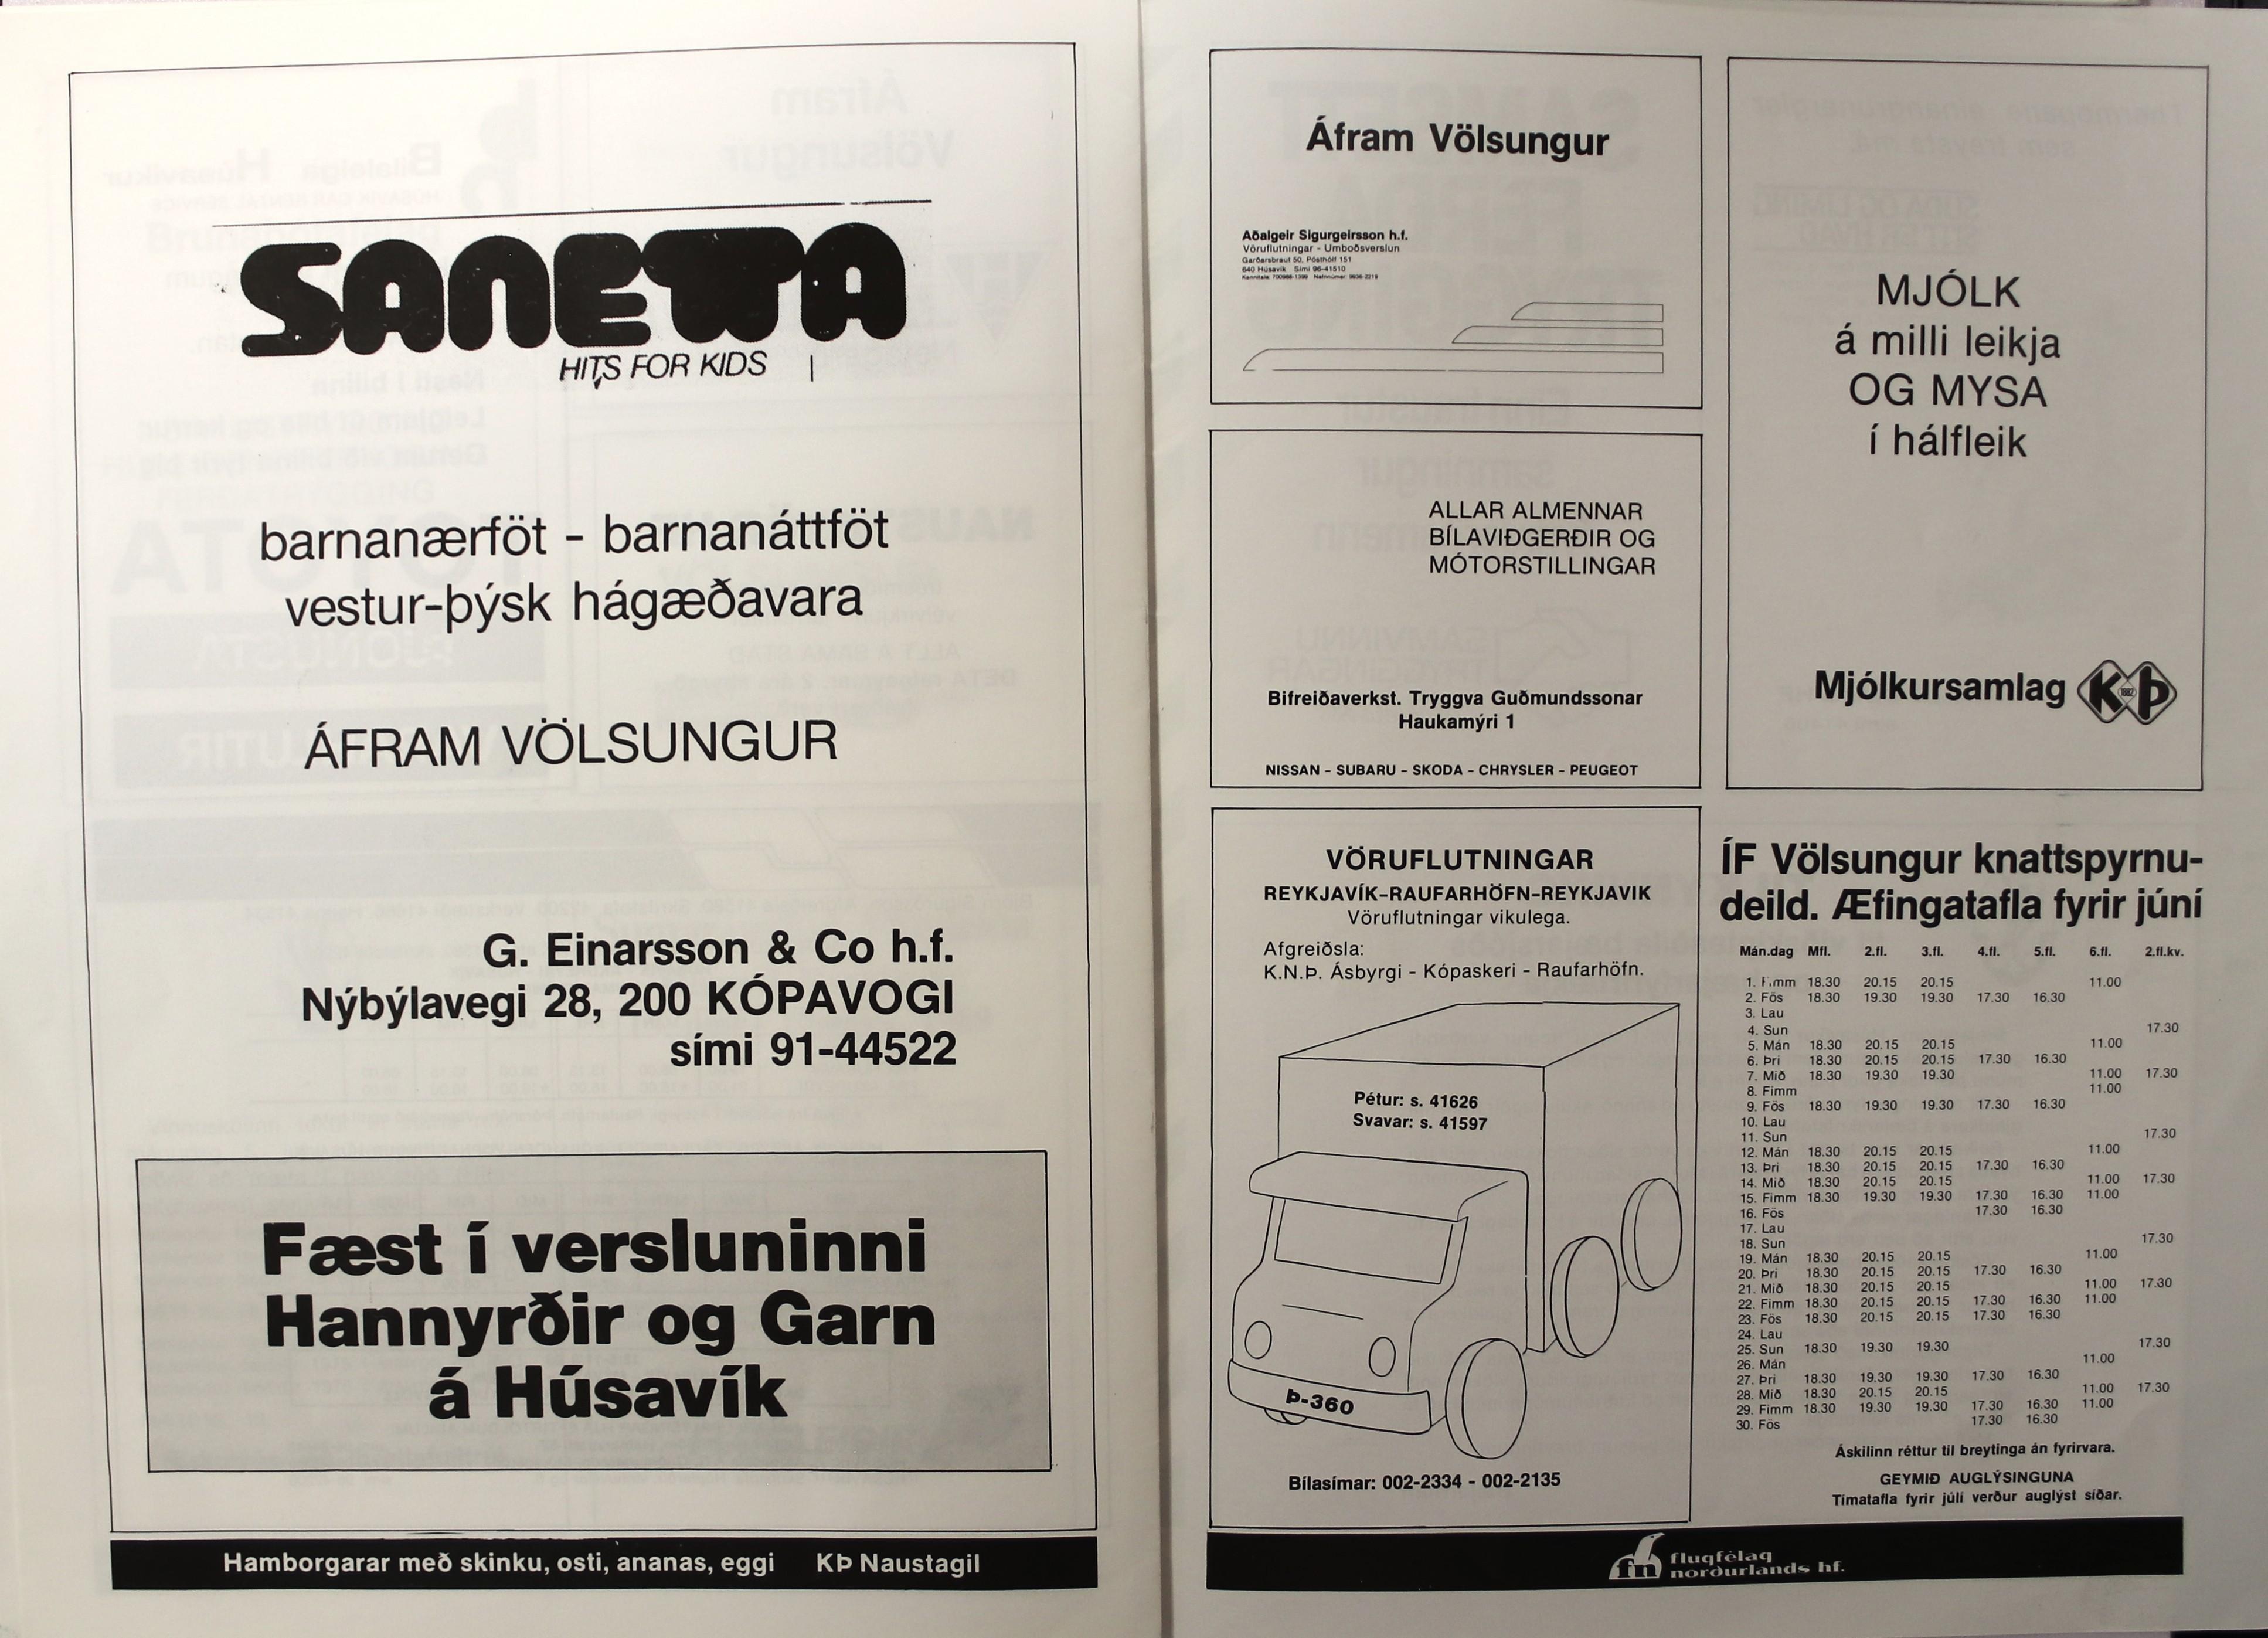 SANETTA
HITS FOR KIDS
barnanærföt - barnanáttföt
vestur-þýsk hágæðavara
ÁFRAM VÖLSUNGUR
G. Einarsson & Co h.f.
Nýbýlavegi 28, 200 KÓPAVOGI
sími 91-44522
Fæst í versluninni
Hannyrðir og Garn
á Húsavík
Hamborgarar með skinku, osti, ananas, eggi KÞ Naustagil
Áfram Völsungur
Aðalgeir Sigurgeirsson h.f.
Vöruflutningar - Umboðsverslun
Garðarsbraut 50, Pósthólf 151
640 Húsavík Sími 96-41510
Kennitala: 700988-1399 Nafnnúmer: 9936-2219
ALLAR ALMENNAR
BÍLAVIÐGERÐIR OG
MÓTORSTILLINGAR
Bifreiðaverkst. Tryggva Guðmundssonar
Haukamýri 1
NISSAN - SUBARU - SKODA - CHRYSLER - PEUGEOT
VÖRUFLUTNINGAR
REYKJAVÍK-RAUFARHÖFN-REYKJAVIK
Vöruflutningar vikulega.
Afgreiðsla:
K.N.Þ. Ásbyrgi - Kópaskeri - Raufarhöfn.
Pétur: s. 41626
Svavar: s. 41597
Þ-360
Bílasímar: 002-2334 - 002-2135
MJÓLK
á milli leikja
OG MYSA
í hálfleik
Mjólkursamlag KÞ
ÍF Völsungur knattspyrnu-
deild. Æfingatafla fyrir júní
Mán.dag Mfl. 2.fl. 3.fl. 4.fl. 5.fl. 6.fl. 2.fl.kv.
1. Fimm 18.30 20.15 20.15 11.00
2. Fös 18.30 19.30 19.30 17.30 16.30
3. Lau
4. Sun 17.30
5. Mán 18.30 20.15 20.15 11.00
6. Þri 18.30 20.15 20.15 17.30 16.30
7. Mið 18.30 19.30 19.30 11.00 17.30
8. Fimm 11.00
9. Fös 18.30 19.30 19.30 17.30 16.30
10. Lau
11. Sun 17.30
12. Mán 18.30 20.15 20.15 11.00
13. Þri 18.30 20.15 20.15 17.30 16.30
14. Mið 18.30 20.15 20.15 11.00 17.30
15. Fimm 18.30 19.30 19.30 17.30 16.30 11.00
16. Fös 17.30 16.30
17. Lau
18. Sun 17.30
19. Mán 18.30 20.15 20.15 11.00
20. Þri 18.30 20.15 20.15 17.30 16.30
21. Mið 18.30 20.15 20.15 11.00 17.30
22. Fimm 18.30 20.15 20.15 17.30 16.30 11.00
23. Fös 18.30 20.15 20.15 17.30 16.30
24. Lau
25. Sun 18.30 19.30 19.30 17.30
26. Mán 11.00
27. Þri 18.30 19.30 19.30 17.30 16.30
28. Mið 18.30 20.15 20.15 11.00 17.30
29. Fimm 18.30 19.30 19.30 17.30 16.30 11.00
30. Fös 17.30 16.30
Áskilinn réttur til breytinga án fyrirvara.
GEYMIÐ AUGLÝSINGUNA
Tímatafla fyrir júlí verður auglýst síðar.
fn flugfélag
norðurlands hf.